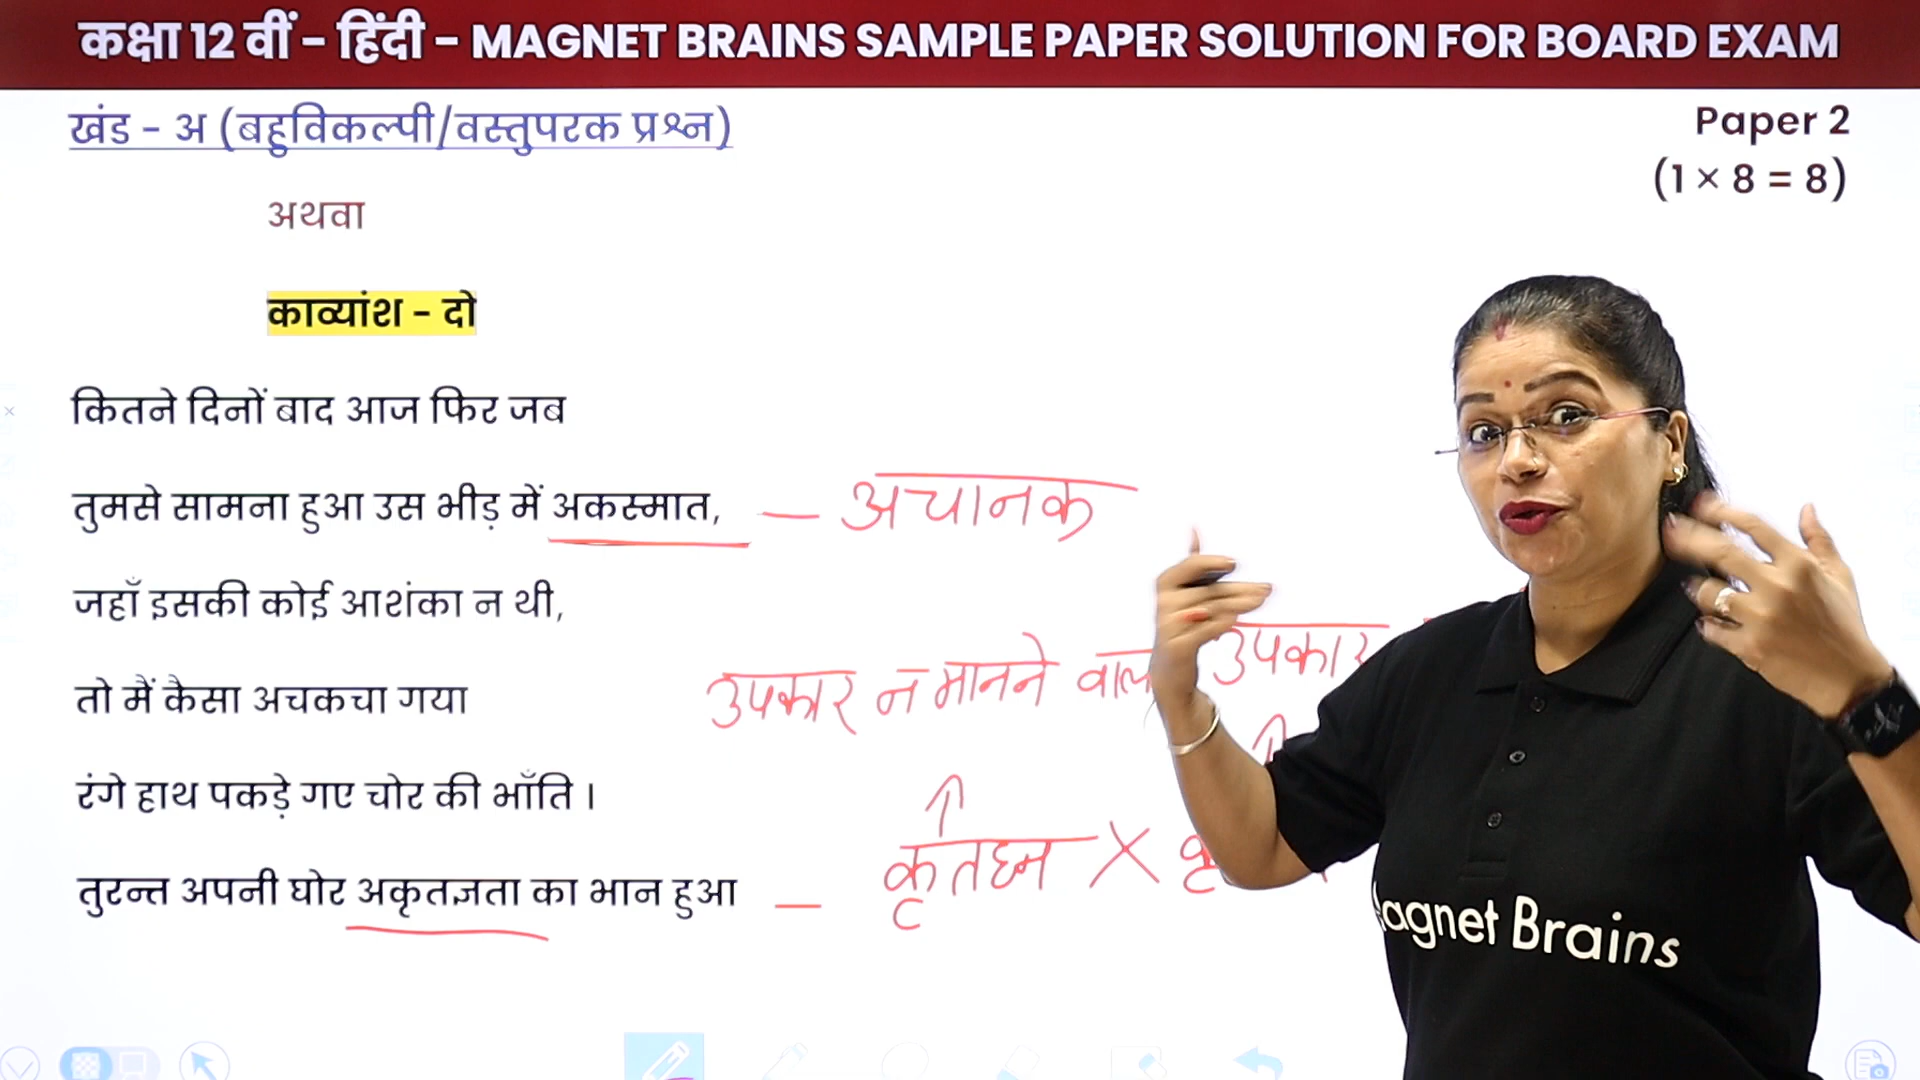 कक्षा 12 वीं - हिंदी - MAGNET BRAINS SAMPLE PAPER SOLUTION FOR BOARD EXAM
खंड - अ (बहुविकल्पी/वस्तुपरक प्रश्न)
Paper 2
(1 × 8 = 8)
अथवा
काव्यांश - दो
कितने दिनों बाद आज फिर जब
तुमसे सामना हुआ उस भीड़ में अकस्मात, — अचानक
जहाँ इसकी कोई आशंका न थी,
उपकार न मानने उपकार
तो मैं कैसा अचकचा गया
रंगे हाथ पकड़े गए चोर की भाँति ।
कृतघ्न ×
तुरन्त अपनी घोर अकृतज्ञता का भान हुआ —
agnet Brains